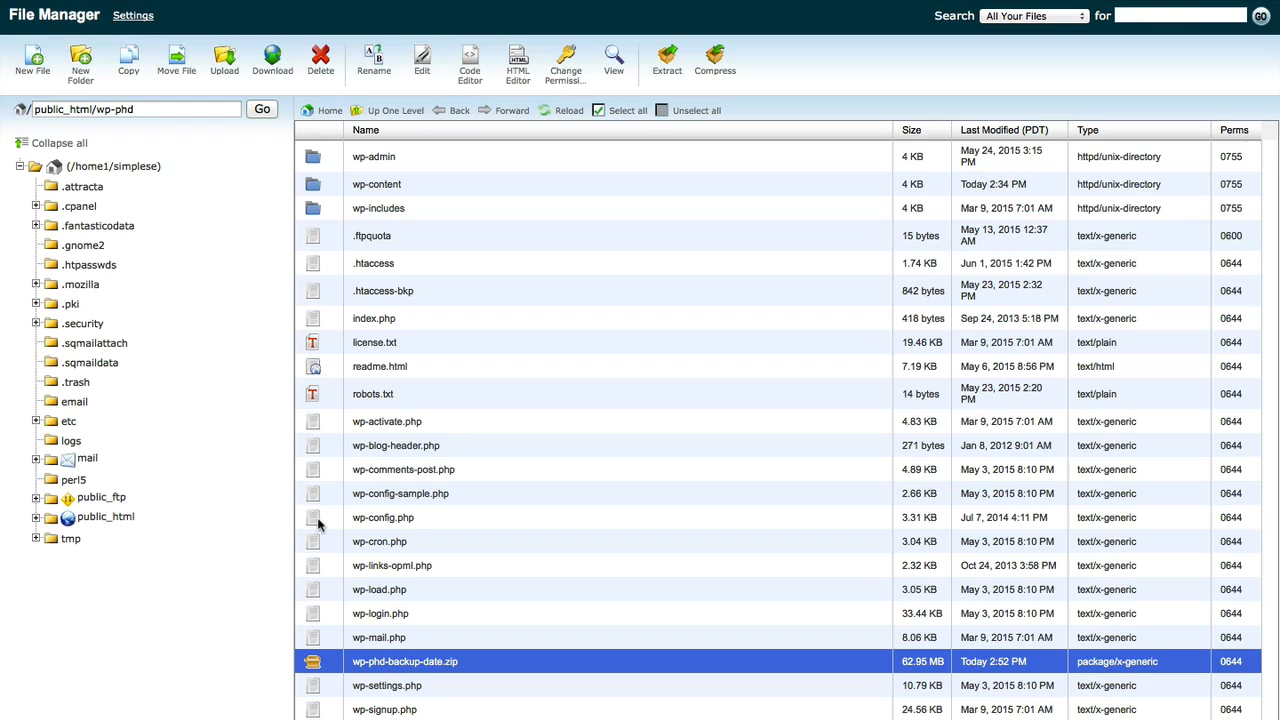 File Manager Settings Search All Your Files for GO
New File New Folder Copy Move File Upload Download Delete Rename Edit Code Editor HTML Editor Change Permissi... View Extract Compress
/ public_html/wp-phd Go
Home Up One Level Back Forward Reload Select all Unselect all
Collapse all
(/home1/simplese)
.attracta
.cpanel
.fantasticodata
.gnome2
.htpasswds
.mozilla
.pki
.security
.sqmailattach
.sqmaildata
.trash
email
etc
logs
mail
perl5
public_ftp
public_html
tmp
Name Size Last Modified (PDT) Type Perms
wp-admin 4 KB May 24, 2015 3:15 PM httpd/unix-directory 0755
wp-content 4 KB Today 2:34 PM httpd/unix-directory 0755
wp-includes 4 KB Mar 9, 2015 7:01 AM httpd/unix-directory 0755
.ftpquota 15 bytes May 13, 2015 12:37 AM text/x-generic 0600
.htaccess 1.74 KB Jun 1, 2015 1:42 PM text/x-generic 0644
.htaccess-bkp 842 bytes May 23, 2015 2:32 PM text/x-generic 0644
index.php 418 bytes Sep 24, 2013 5:18 PM text/x-generic 0644
license.txt 19.46 KB Mar 9, 2015 7:01 AM text/plain 0644
readme.html 7.19 KB May 6, 2015 8:56 PM text/html 0644
robots.txt 14 bytes May 23, 2015 2:20 PM text/plain 0644
wp-activate.php 4.83 KB Mar 9, 2015 7:01 AM text/x-generic 0644
wp-blog-header.php 271 bytes Jan 8, 2012 9:01 AM text/x-generic 0644
wp-comments-post.php 4.89 KB May 3, 2015 8:10 PM text/x-generic 0644
wp-config-sample.php 2.66 KB May 3, 2015 8:10 PM text/x-generic 0644
wp-config.php 3.31 KB Jul 7, 2014 4:11 PM text/x-generic 0644
wp-cron.php 3.04 KB May 3, 2015 8:10 PM text/x-generic 0644
wp-links-opml.php 2.32 KB Oct 24, 2013 3:58 PM text/x-generic 0644
wp-load.php 3.05 KB May 3, 2015 8:10 PM text/x-generic 0644
wp-login.php 33.44 KB May 3, 2015 8:10 PM text/x-generic 0644
wp-mail.php 8.05 KB Mar 9, 2015 7:01 AM text/x-generic 0644
wp-phd-backup-date.zip 62.95 MB Today 2:52 PM package/x-generic 0644
wp-settings.php 10.79 KB May 3, 2015 8:10 PM text/x-generic 0644
wp-signup.php 24.56 KB Mar 9, 2015 7:01 AM text/x-generic 0644